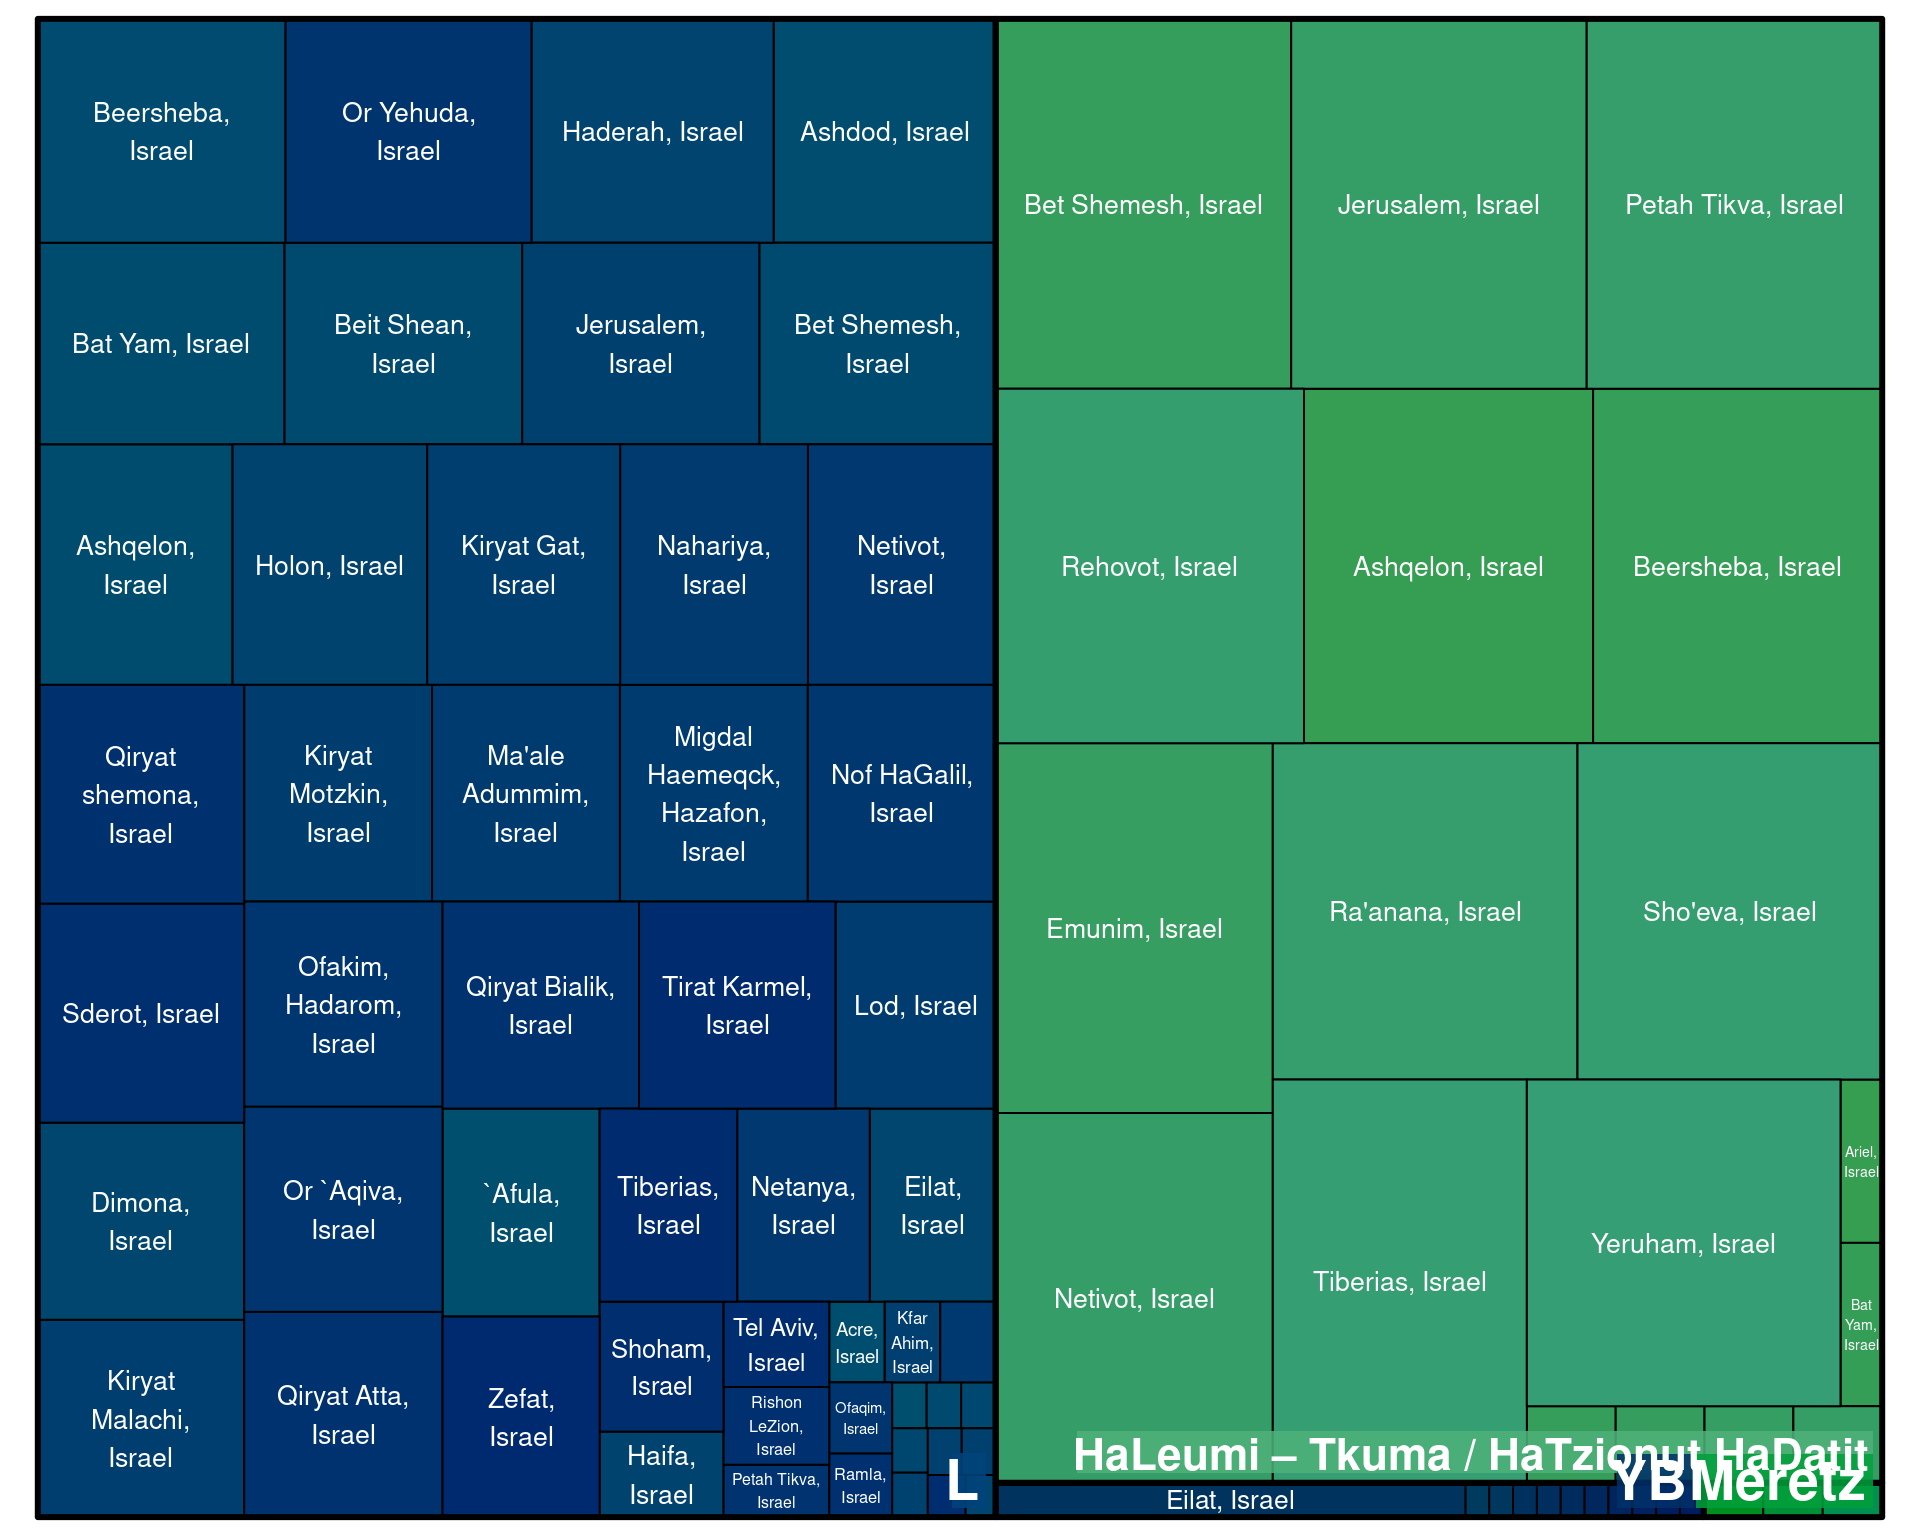 Beersheba,
Israel
Or Yehuda,
Israel
Haderah, Israel
Ashdod, Israel
Bat Yam, Israel
Beit Shean,
Israel
Jerusalem,
Israel
Bet Shemesh,
Israel
Ashqelon,
Israel
Holon, Israel
Kiryat Gat,
Israel
Nahariya,
Israel
Netivot,
Israel
Qiryat
shemona,
Israel
Kiryat
Motzkin,
Israel
Ma'ale
Adummim,
Israel
Migdal
Haemeqck,
Hazafon,
Israel
Nof HaGalil,
Israel
Sderot, Israel
Ofakim,
Hadarom,
Israel
Qiryat Bialik,
Israel
Tirat Karmel,
Israel
Lod, Israel
Dimona,
Israel
Or `Aqiva,
Israel
`Afula,
Israel
Tiberias,
Israel
Netanya,
Israel
Eilat,
Israel
Kiryat
Malachi,
Israel
Qiryat Atta,
Israel
Zefat,
Israel
Shoham,
Israel
Haifa,
Israel
Tel Aviv,
Israel
Rishon
LeZion,
Israel
Petah Tikva,
Israel
Acre,
Israel
Kfar
Ahim,
Israel
Ofaqim,
Israel
Ramla,
Israel
L
Bet Shemesh, Israel
Jerusalem, Israel
Petah Tikva, Israel
Rehovot, Israel
Ashqelon, Israel
Beersheba, Israel
Emunim, Israel
Ra'anana, Israel
Sho'eva, Israel
Netivot, Israel
Tiberias, Israel
Yeruham, Israel
Ariel,
Israel
Bat
Yam,
Israel
HaLeumi – Tkuma / HaTzionut HaDatit
Eilat, Israel
YB
Meretz